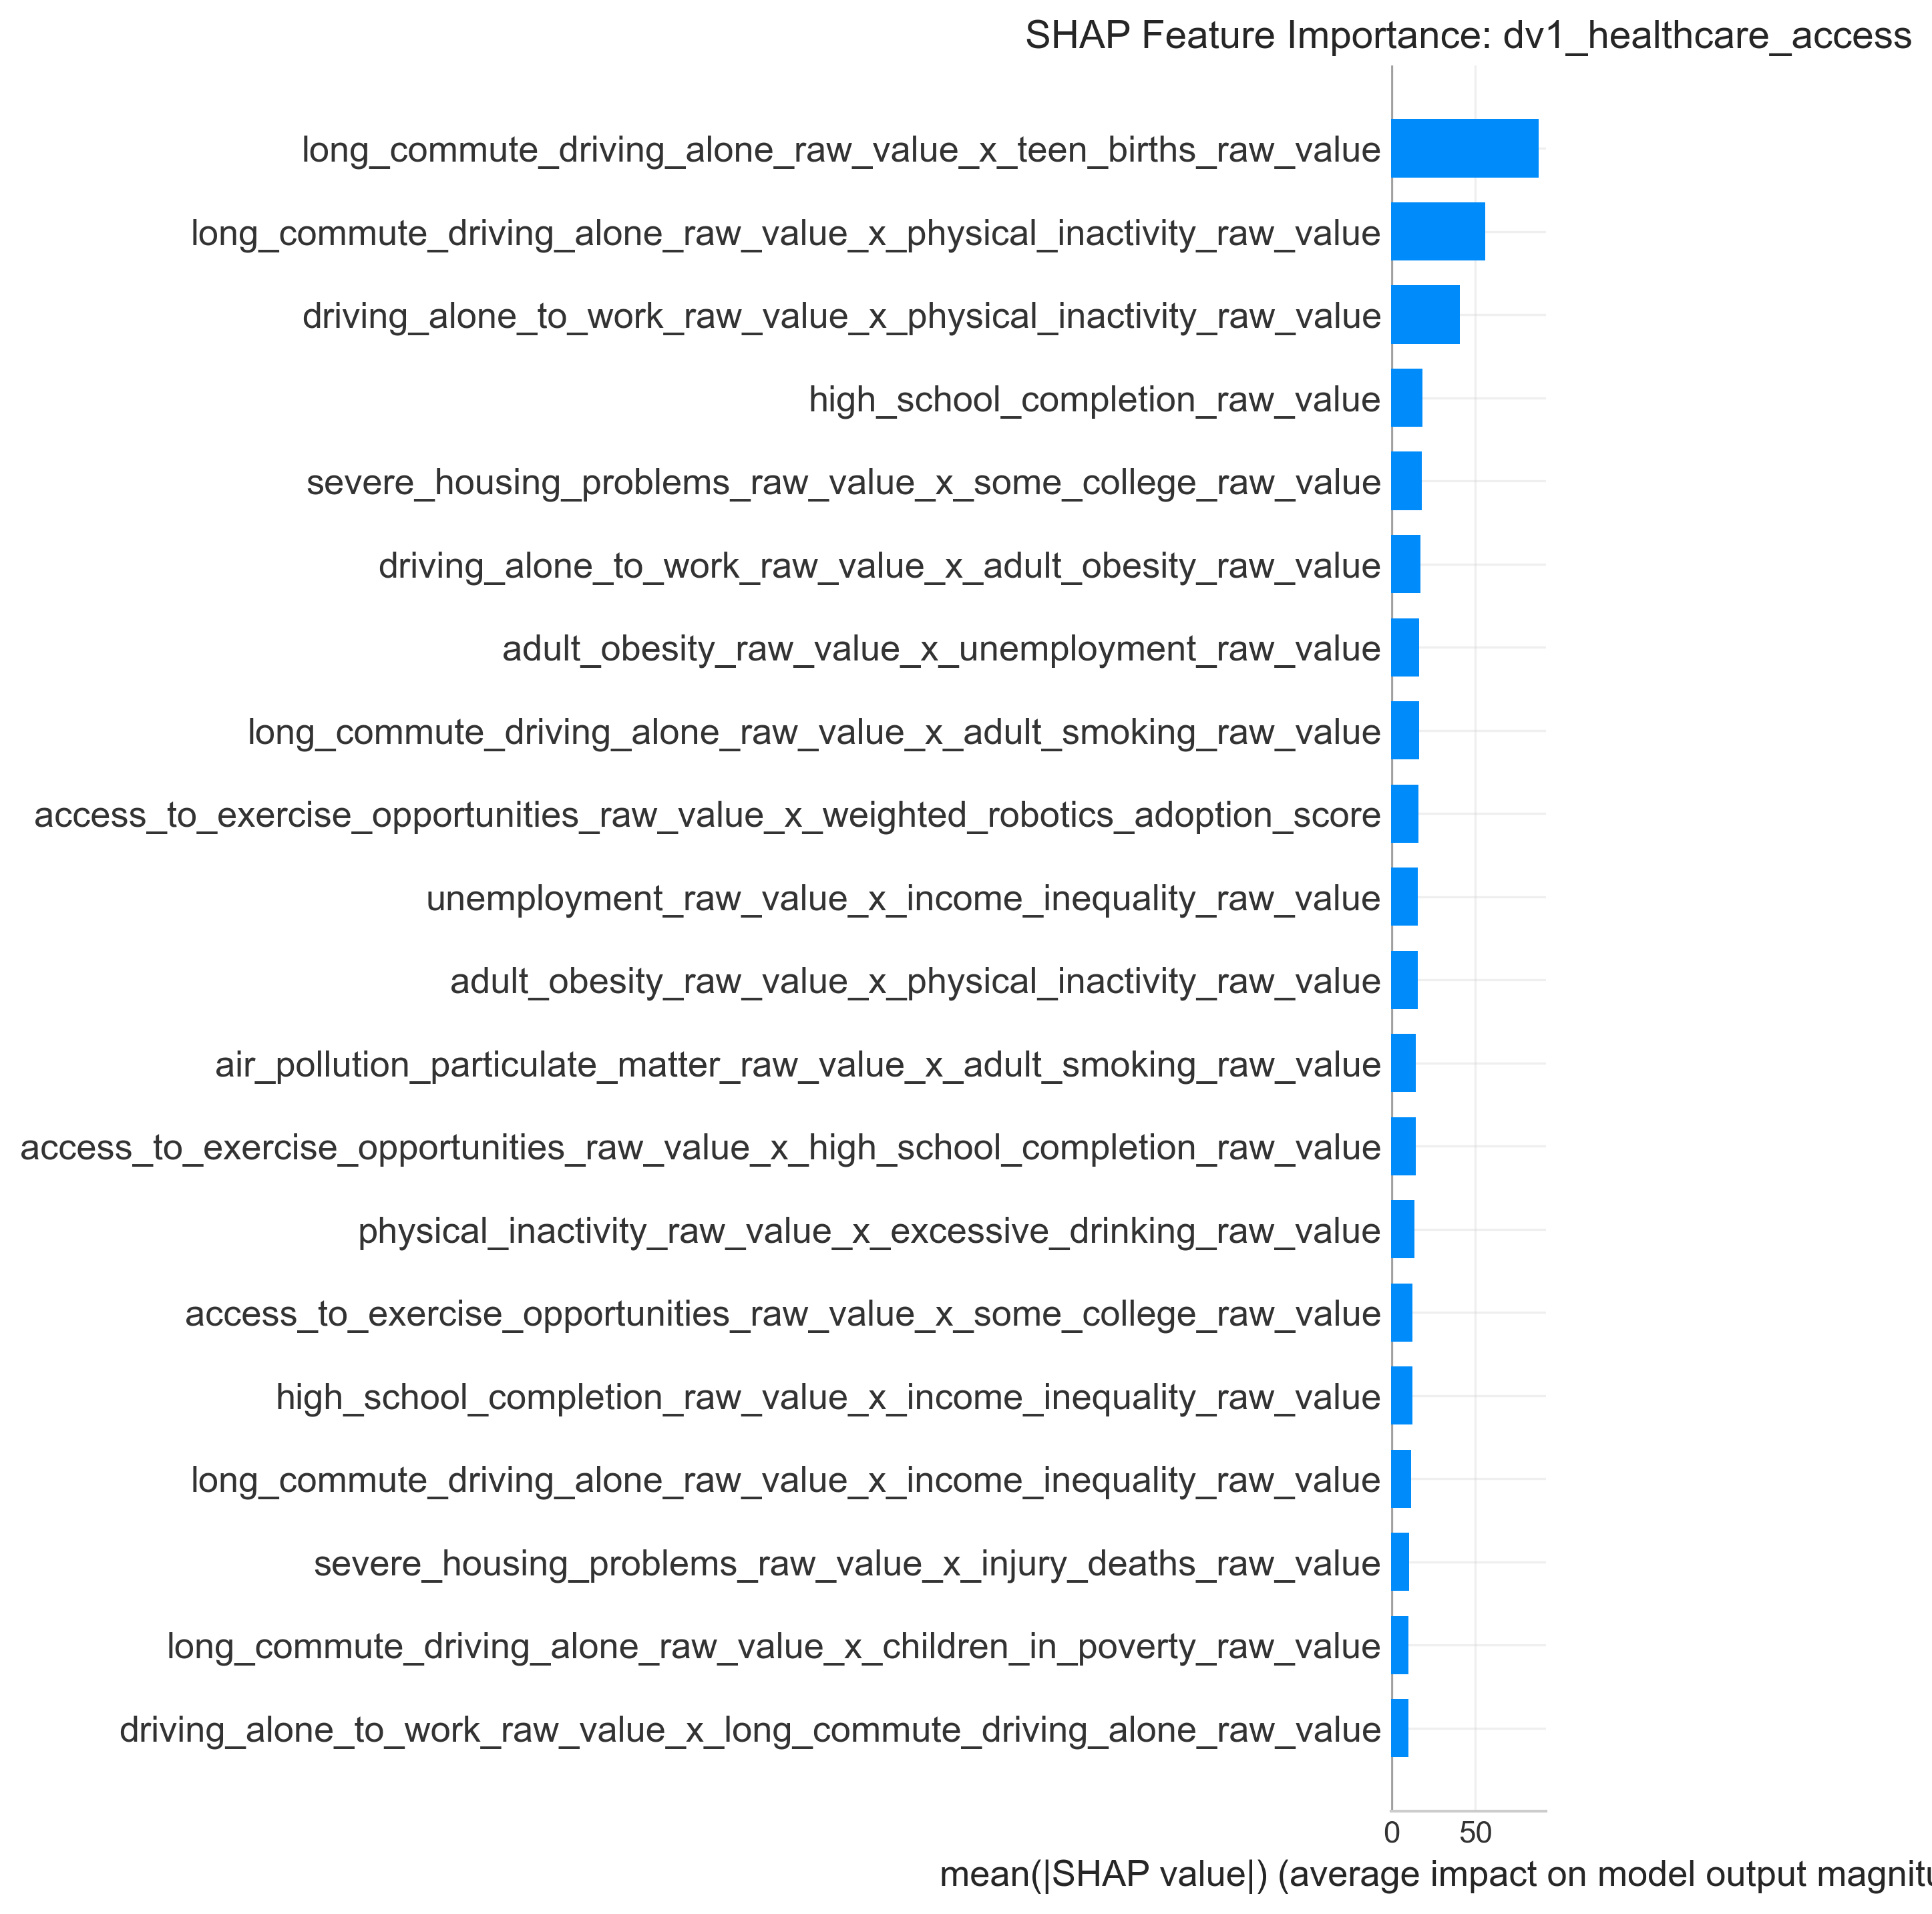 SHAP Feature Importance: dv1_healthcare_access
long_commute_driving_alone_raw_value_x_teen_births_raw_value
long_commute_driving_alone_raw_value_x_physical_inactivity_raw_value
driving_alone_to_work_raw_value_x_physical_inactivity_raw_value
high_school_completion_raw_value
severe_housing_problems_raw_value_x_some_college_raw_value
driving_alone_to_work_raw_value_x_adult_obesity_raw_value
adult_obesity_raw_value_x_unemployment_raw_value
long_commute_driving_alone_raw_value_x_adult_smoking_raw_value
access_to_exercise_opportunities_raw_value_x_weighted_robotics_adoption_score
unemployment_raw_value_x_income_inequality_raw_value
adult_obesity_raw_value_x_physical_inactivity_raw_value
air_pollution_particulate_matter_raw_value_x_adult_smoking_raw_value
access_to_exercise_opportunities_raw_value_x_high_school_completion_raw_value
physical_inactivity_raw_value_x_excessive_drinking_raw_value
access_to_exercise_opportunities_raw_value_x_some_college_raw_value
high_school_completion_raw_value_x_income_inequality_raw_value
long_commute_driving_alone_raw_value_x_income_inequality_raw_value
severe_housing_problems_raw_value_x_injury_deaths_raw_value
long_commute_driving_alone_raw_value_x_children_in_poverty_raw_value
driving_alone_to_work_raw_value_x_long_commute_driving_alone_raw_value
0 50
mean(|SHAP value|) (average impact on model output